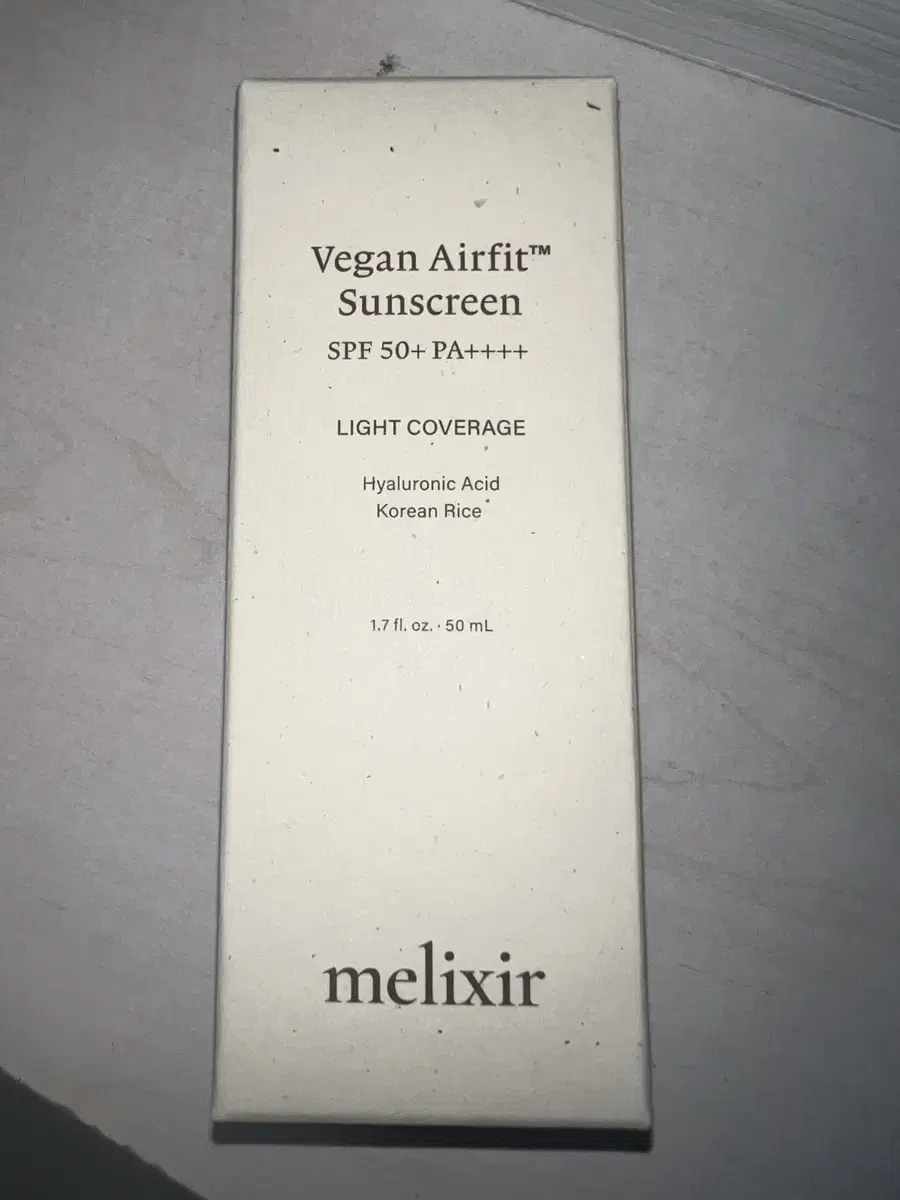 Vegan Airfit™
Sunscreen
SPF 50+ PA++++
LIGHT COVERAGE
Hyaluronic Acid
Korean Rice
1.7 fl. oz. · 50 mL
melixir